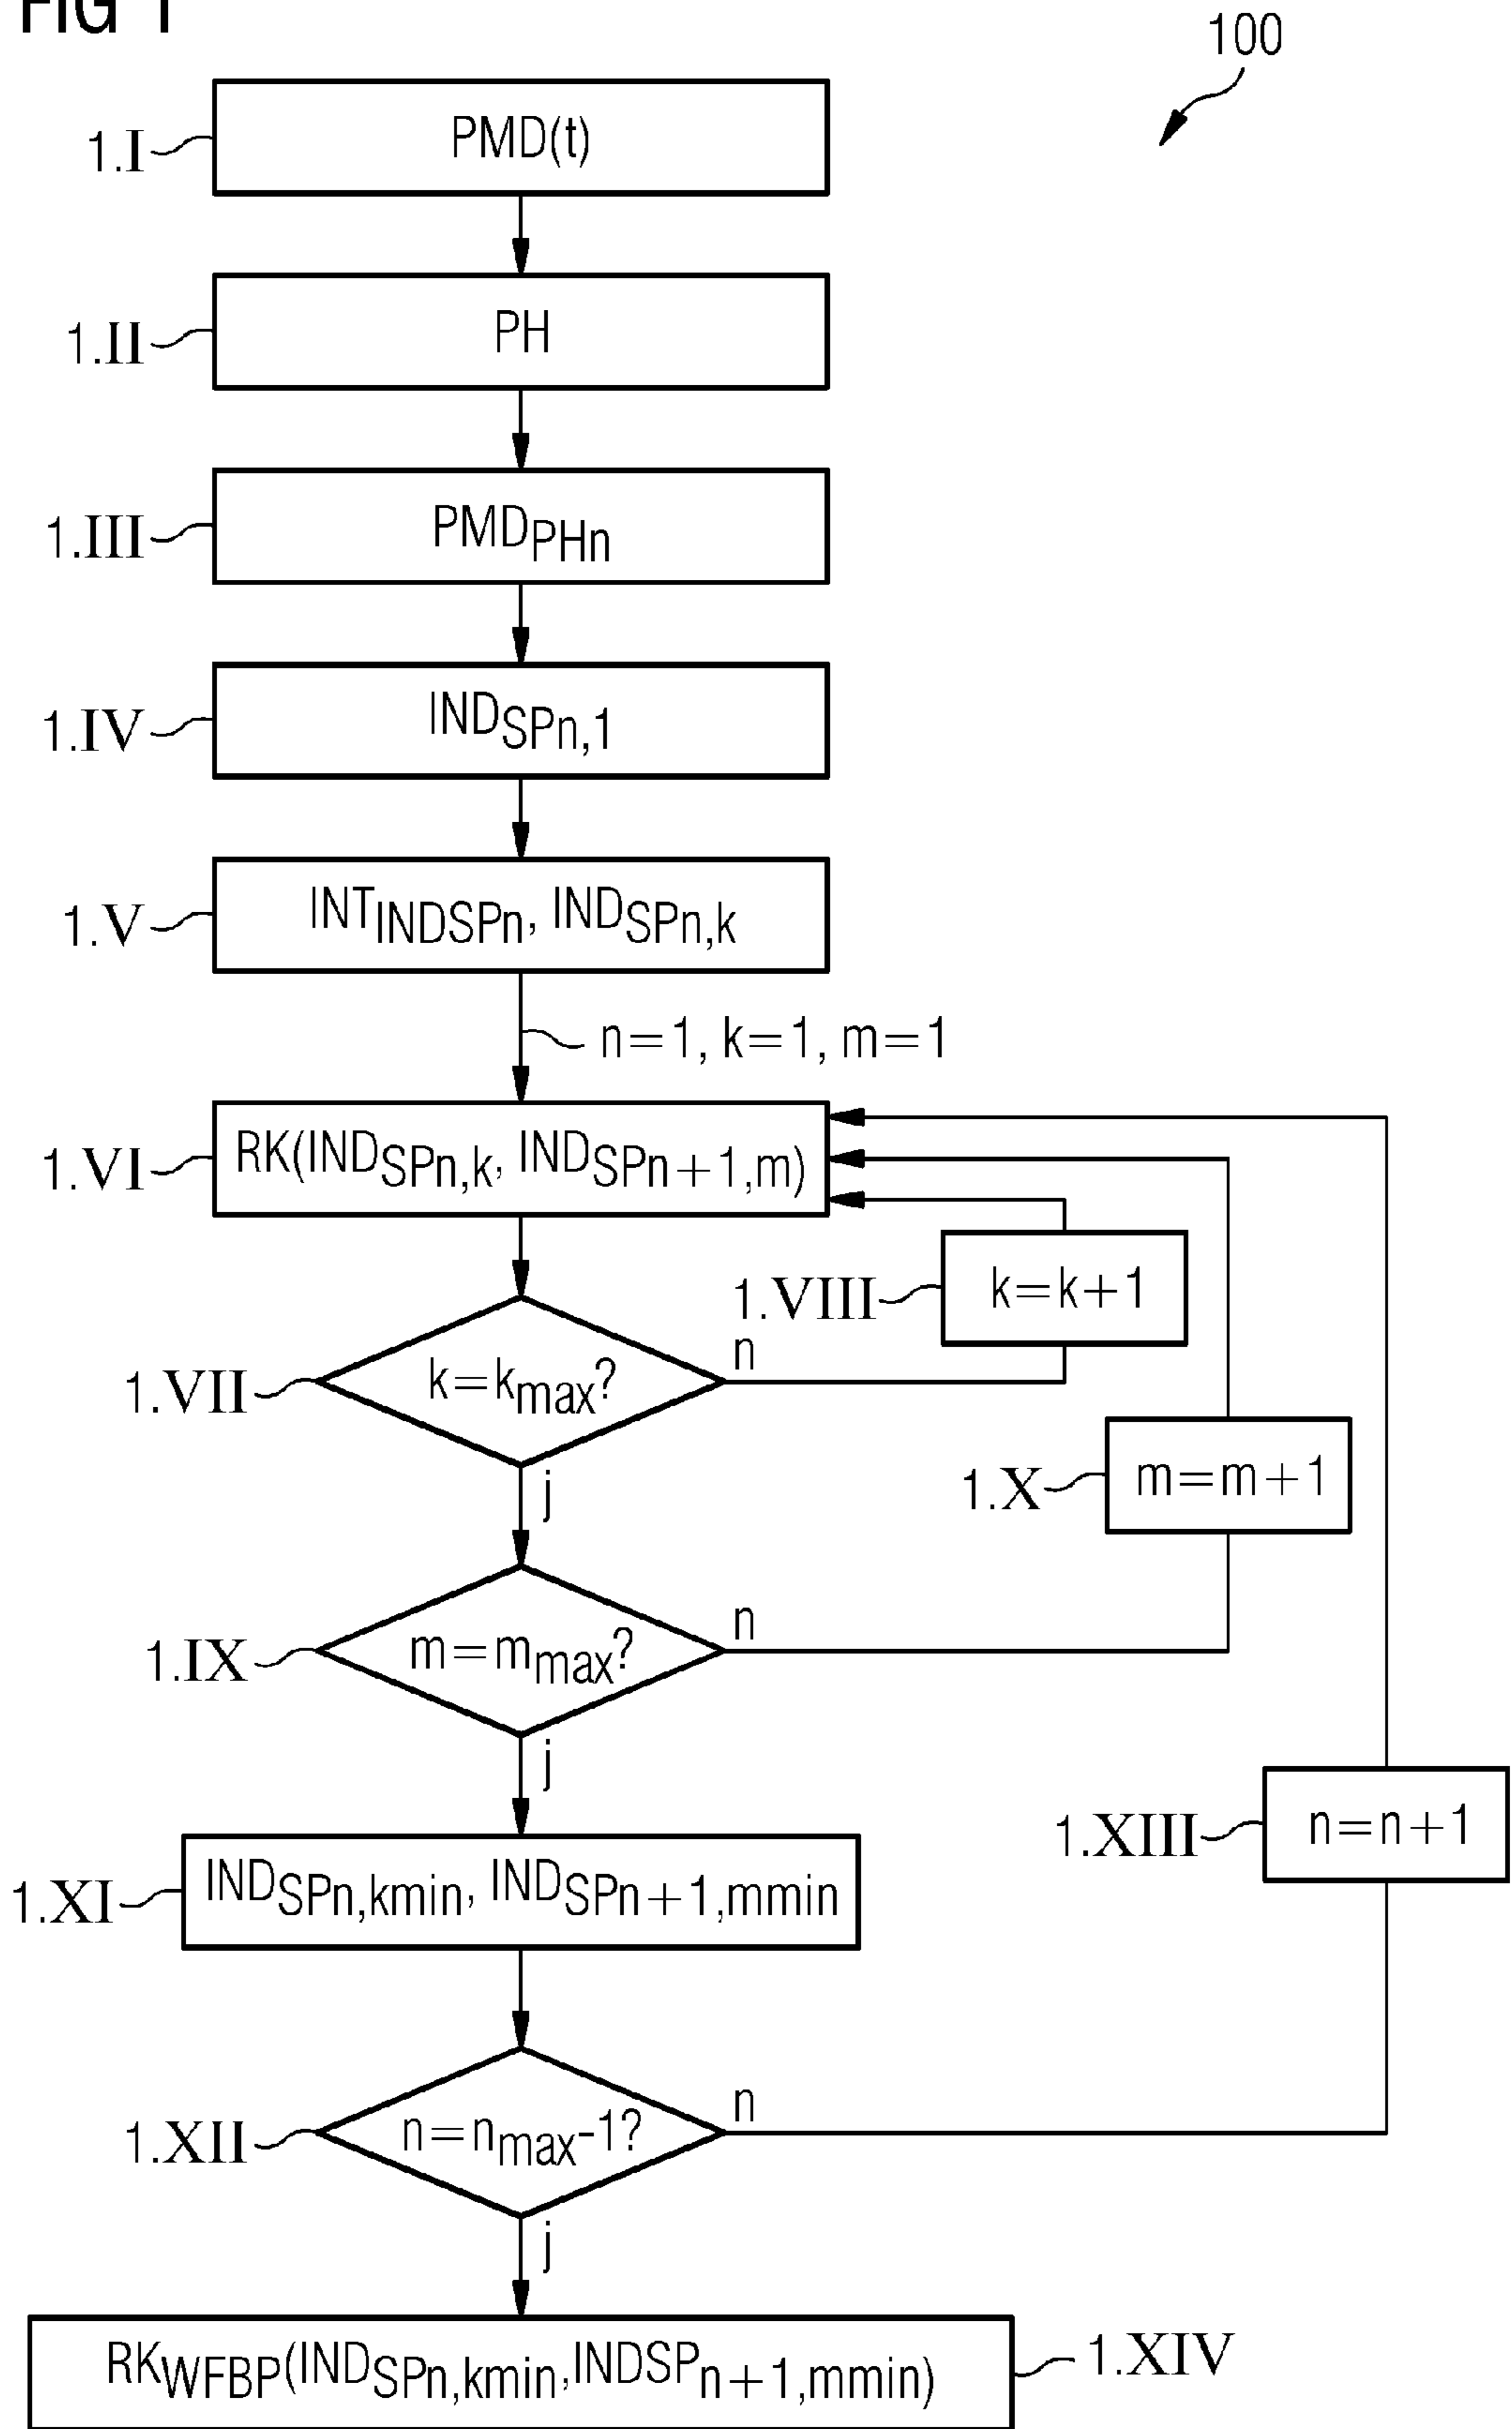 FIG 1
100
1.I
PMD(t)
1.II
PH
1.III
PMDPHn
1.IV
INDSPn,1
1.V
INTINDSPn, INDSPn,k
n=1, k=1, m=1
1.VI
RK(INDSPn,k, INDSPn+1,m)
1.VIII
k=k+1
n
1.VII
k=kmax?
j
1.X
m=m+1
n
1.IX
m=mmax?
j
1.XIII
n=n+1
1.XI
INDSPn,kmin, INDSPn+1,mmin
n
1.XII
n=nmax-1?
j
RKWFBP(INDSPn,kmin,INDSPn+1,mmin)
1.XIV